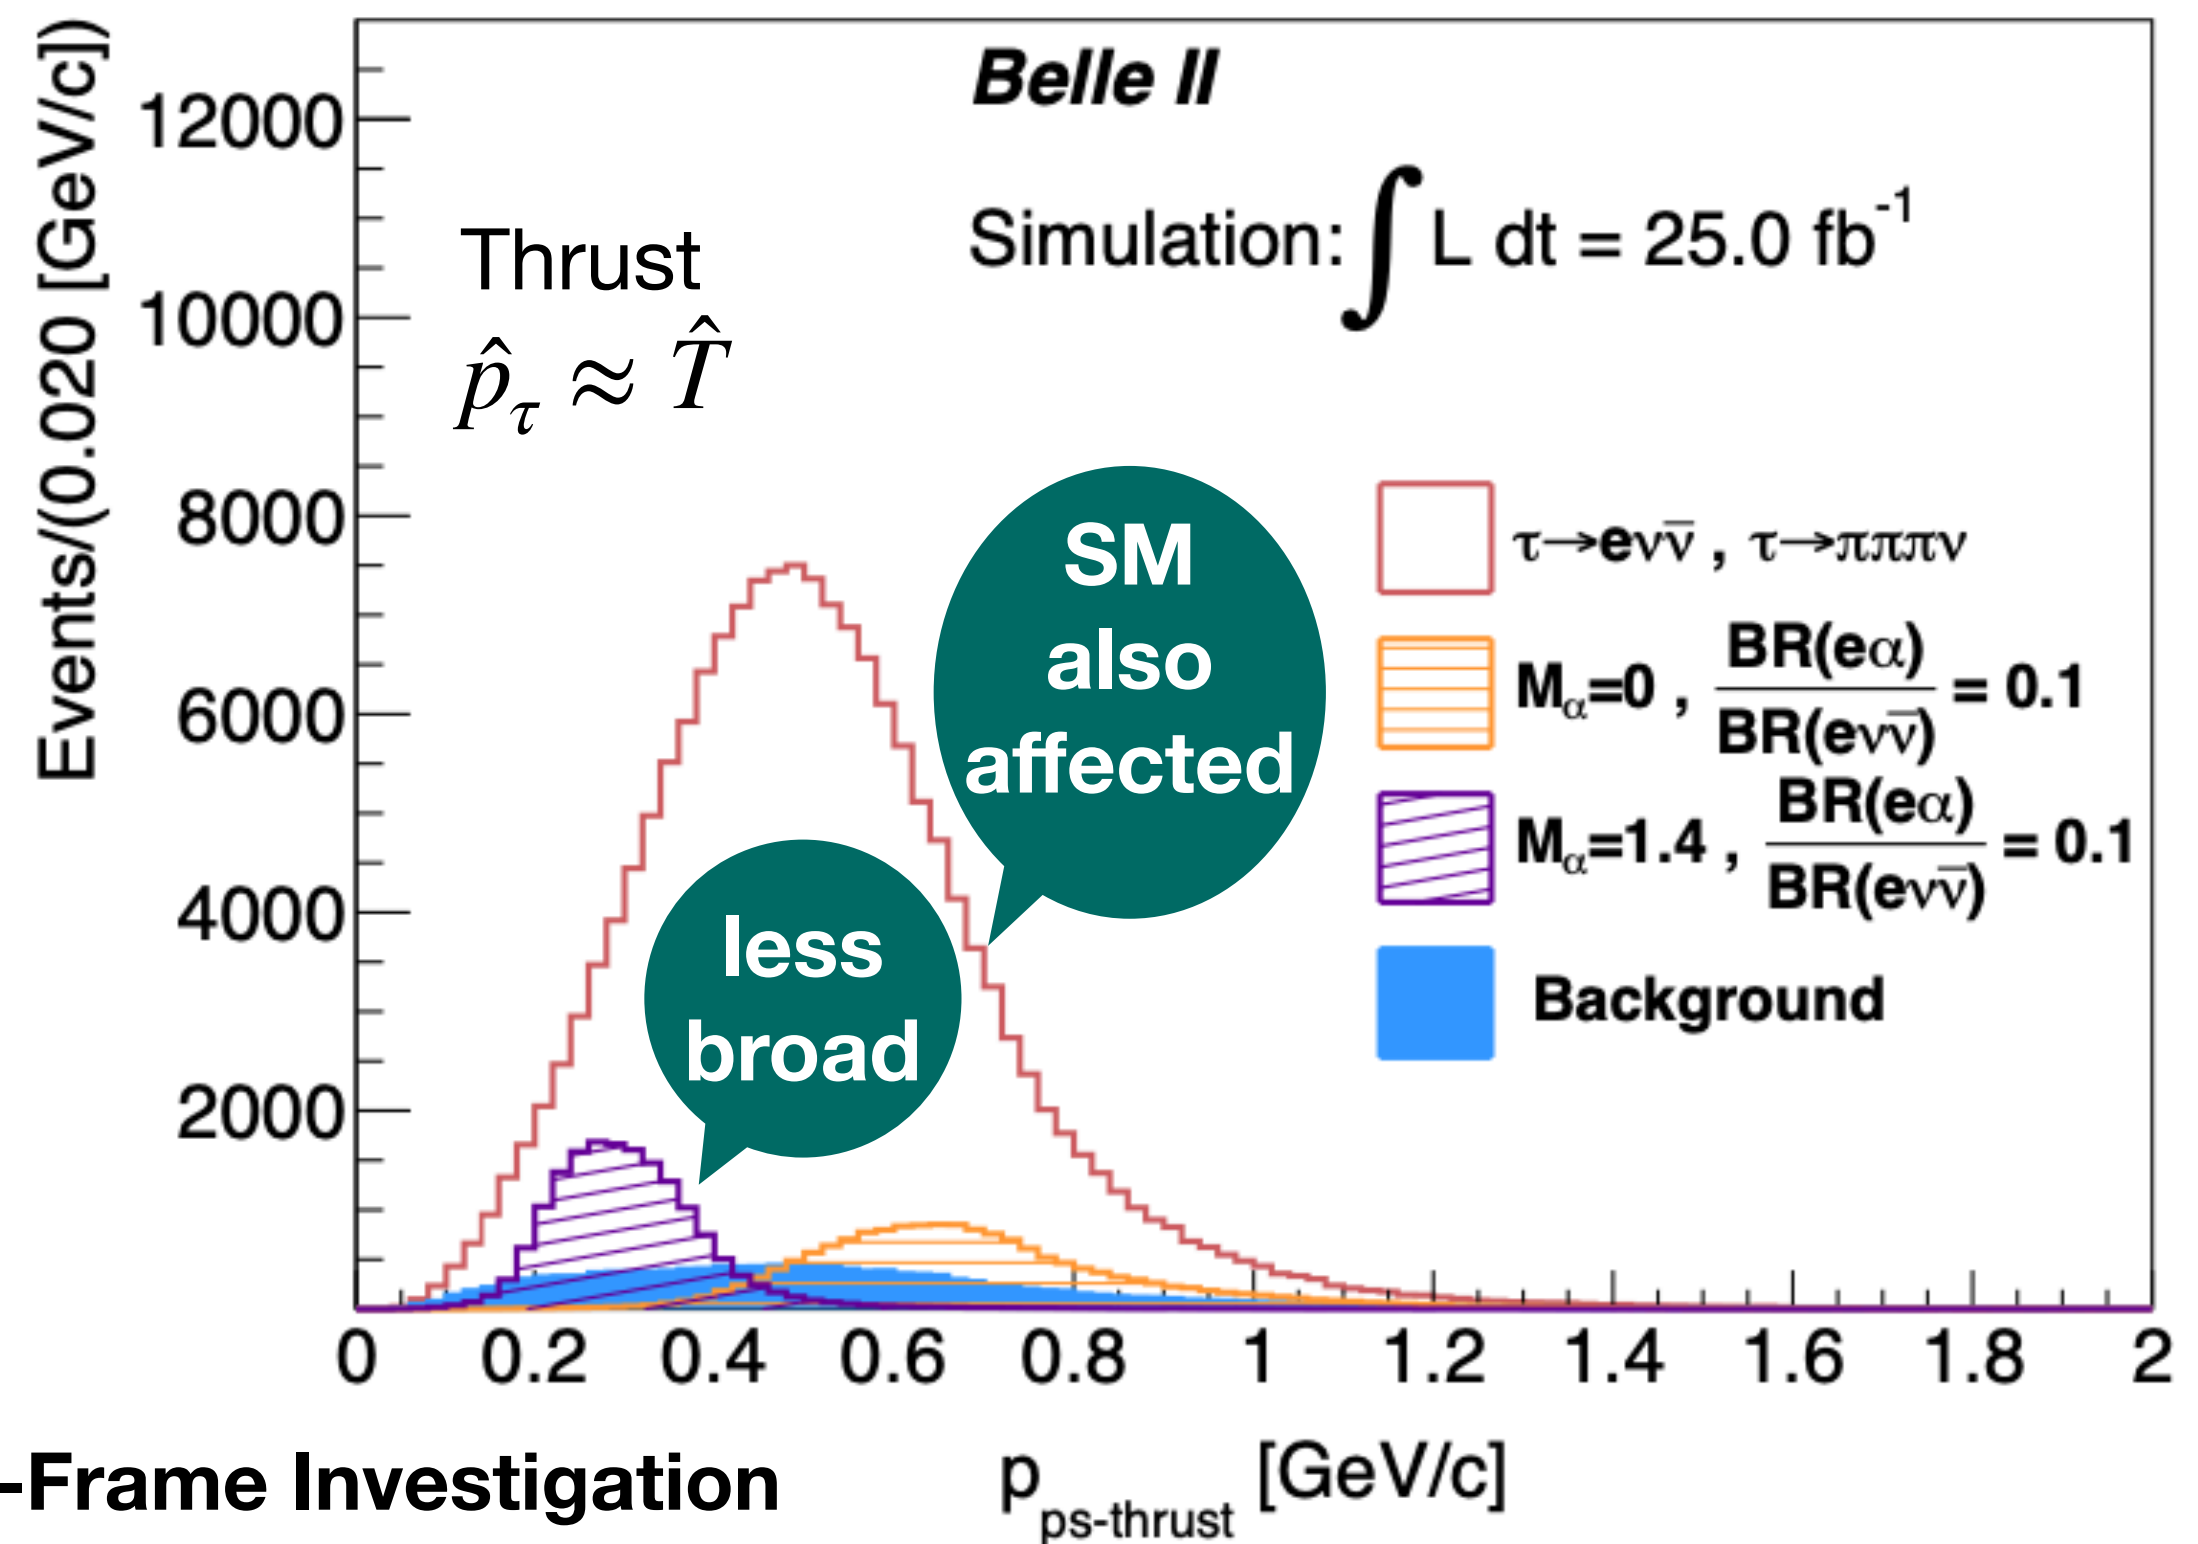 Belle II
Simulation: ∫ L dt = 25.0 fb⁻¹
Thrust
p̂τ ≈ T̂
Events/(0.020 [GeV/c])
12000
10000
8000
6000
4000
2000
SM
also
affected
less
broad
τ→eνν̄ , τ→πππν
Mα=0 , BR(eα)/BR(eνν̄) = 0.1
Mα=1.4 , BR(eα)/BR(eνν̄) = 0.1
Background
0 0.2 0.4 0.6 0.8 1 1.2 1.4 1.6 1.8 2
p ps-thrust [GeV/c]
-Frame Investigation